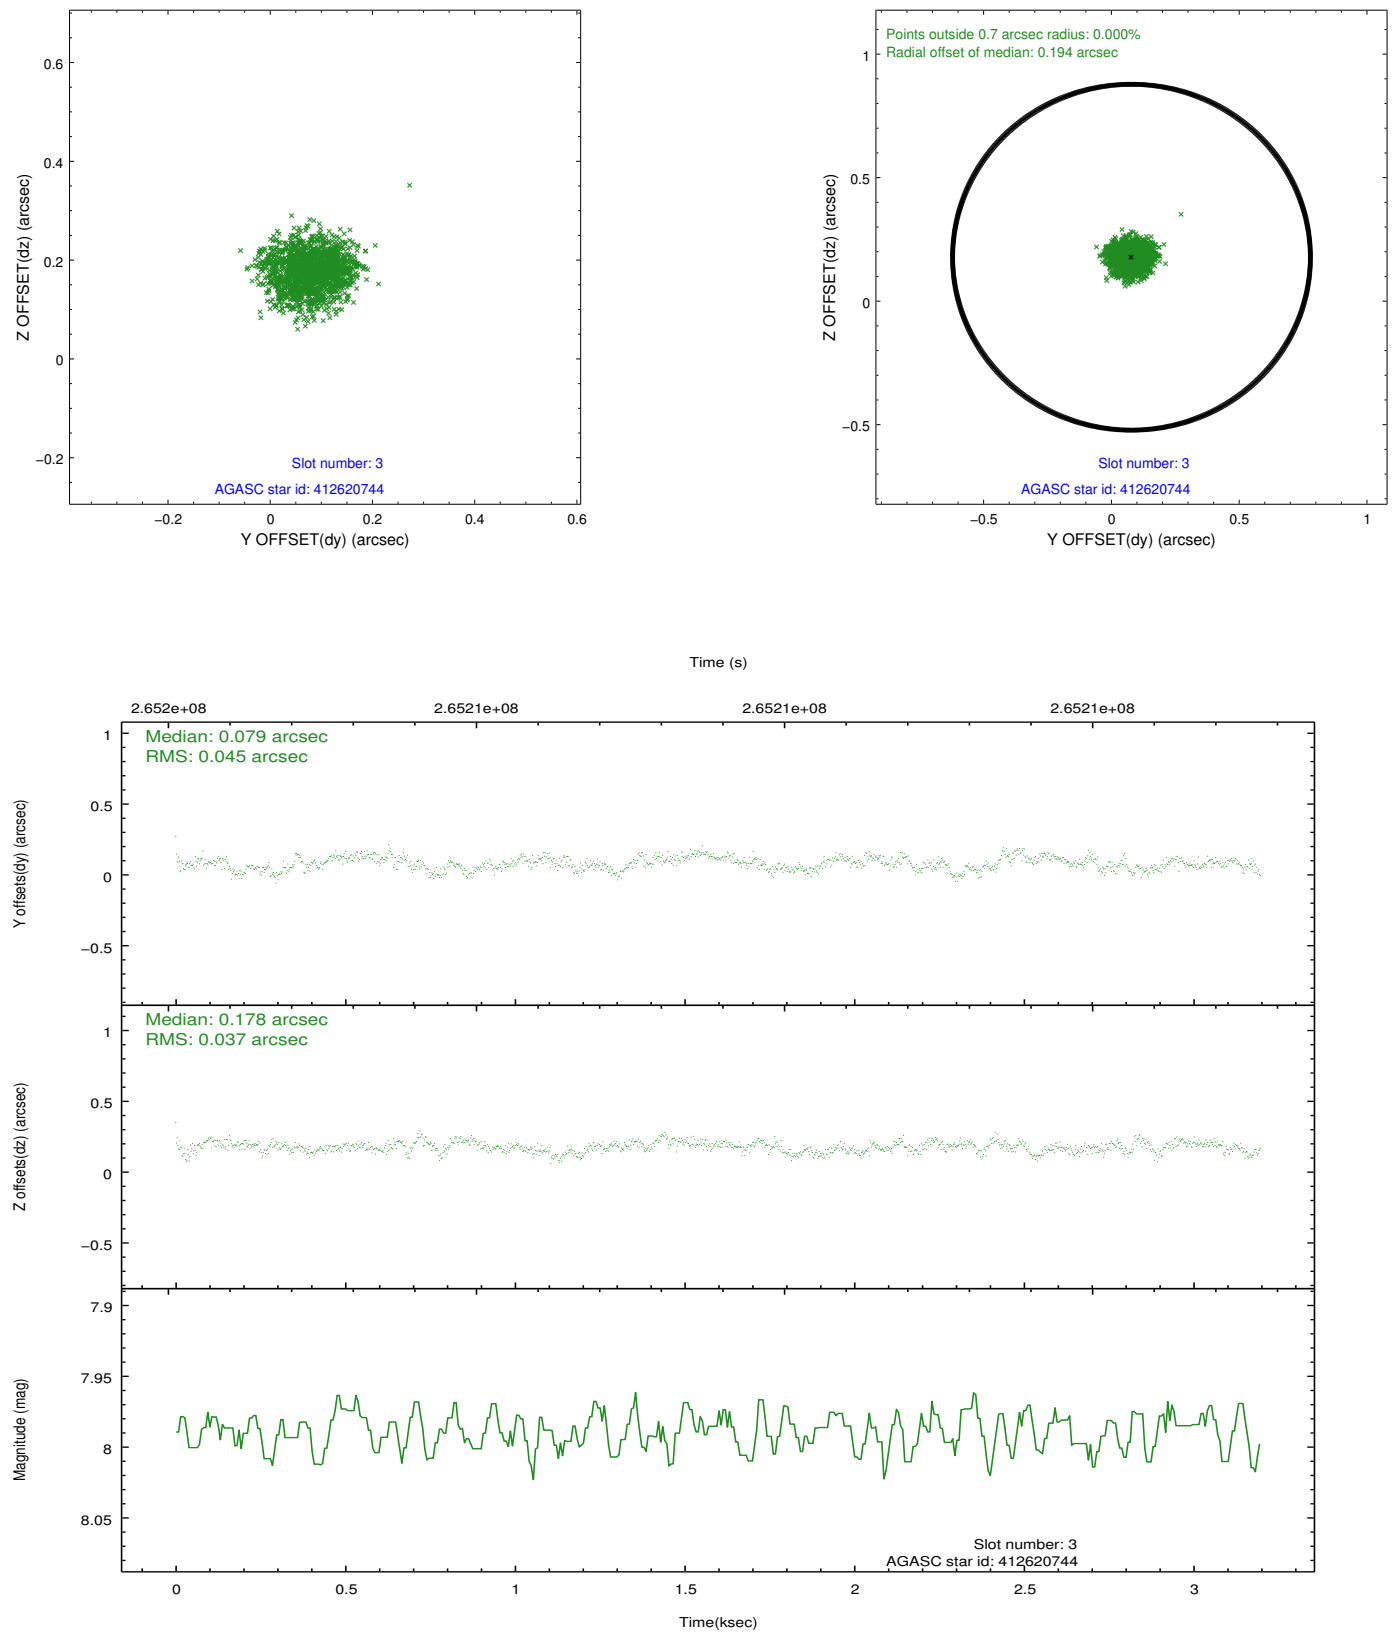 0.6
0.4
0.2
0
−0.2
Z OFFSET(dz) (arcsec)
Slot number: 3
AGASC star id: 412620744
−0.2 0 0.2 0.4 0.6
Y OFFSET(dy) (arcsec)
Points outside 0.7 arcsec radius: 0.000%
Radial offset of median: 0.194 arcsec
1
0.5
0
−0.5
Z OFFSET(dz) (arcsec)
Slot number: 3
AGASC star id: 412620744
−0.5 0 0.5 1
Y OFFSET(dy) (arcsec)
Time (s)
2.652e+08 2.6521e+08 2.6521e+08 2.6521e+08
Median: 0.079 arcsec
RMS: 0.045 arcsec
1
0.5
0
−0.5
Y offsets(dy) (arcsec)
Median: 0.178 arcsec
RMS: 0.037 arcsec
1
0.5
0
−0.5
Z offsets(dz) (arcsec)
7.9
7.95
8
8.05
Magnitude (mag)
Slot number: 3
AGASC star id: 412620744
0 0.5 1 1.5 2 2.5 3
Time(ksec)